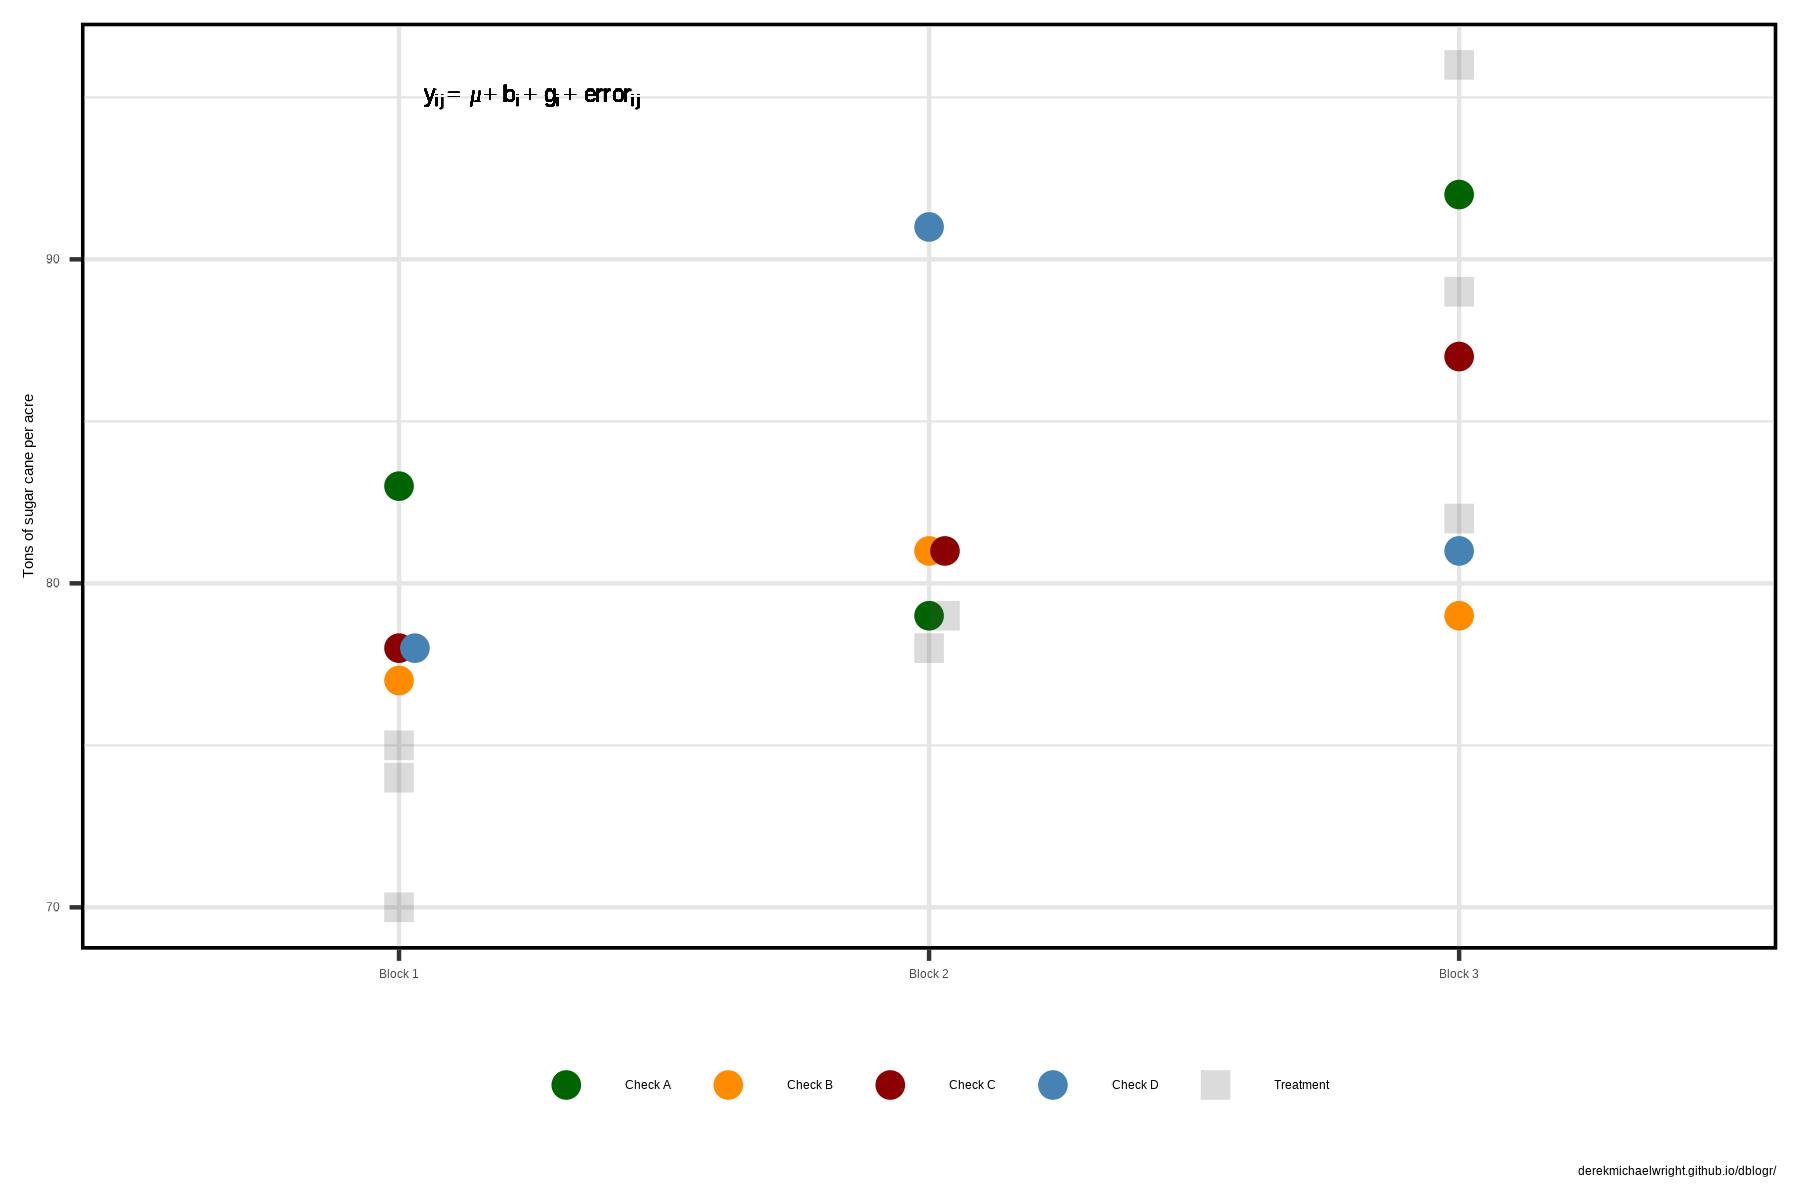 yij = μ + bi + gi + errorij
90
80
70
Tons of sugar cane per acre
Block 1 Block 2 Block 3
Check A Check B Check C Check D Treatment
derekmichaelwright.github.io/dblogr/